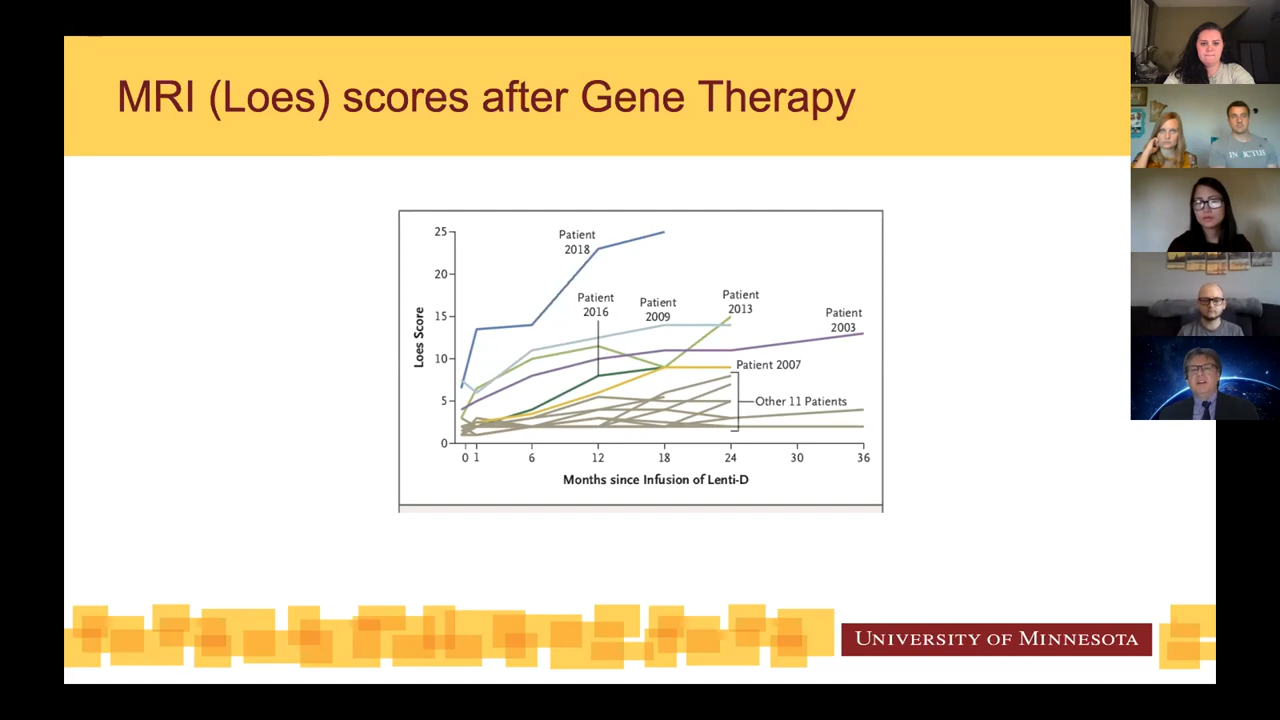 MRI (Loes) scores after Gene Therapy
25
20
15
10
5
0
Loes Score
Patient
2018
Patient
2016
Patient
2009
Patient
2013
Patient
2003
Patient 2007
Other 11 Patients
0 1 6 12 18 24 30 36
Months since Infusion of Lenti-D
UNIVERSITY OF MINNESOTA